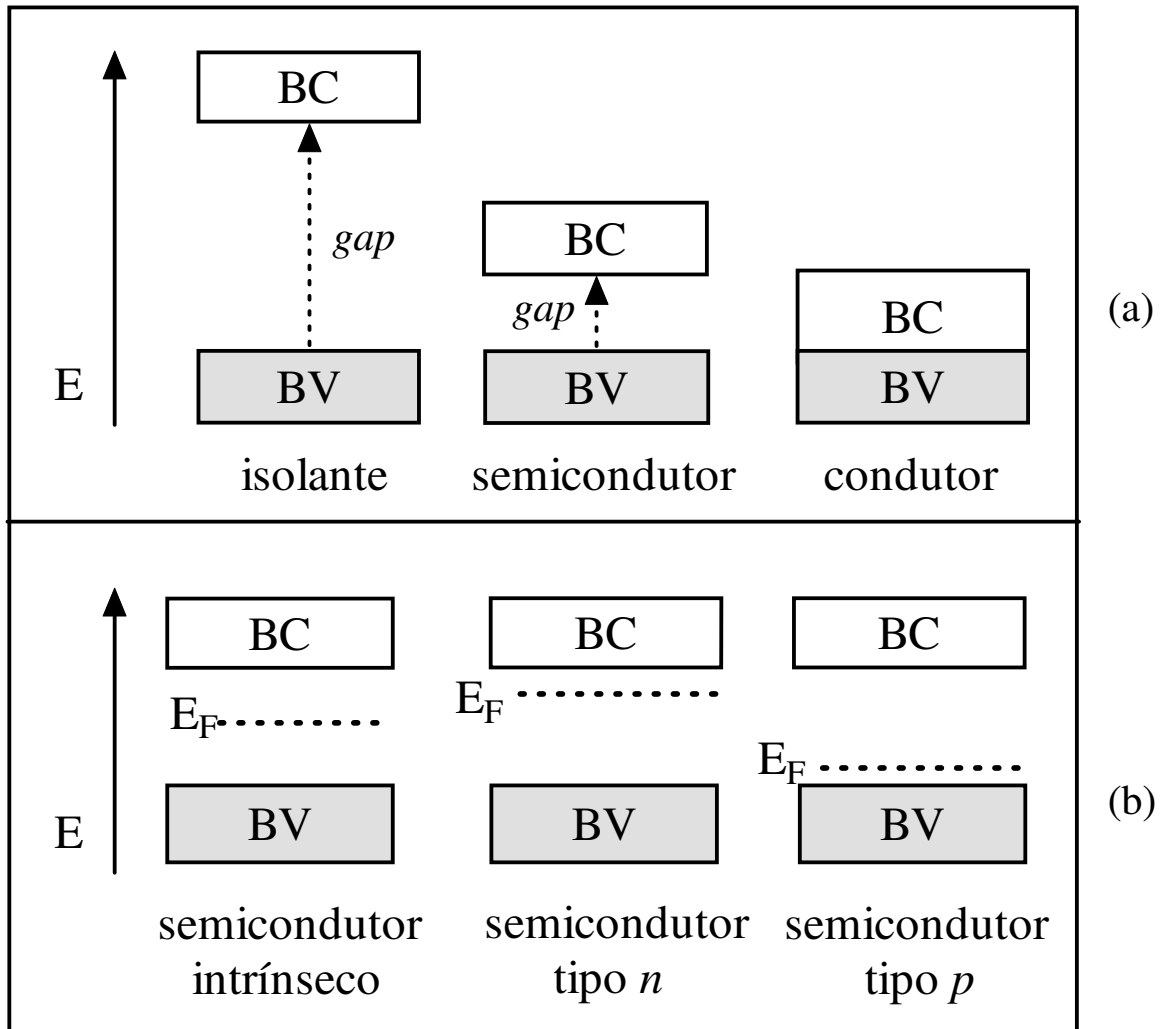 BC
gap
BC
gap
BC
(a)
E
BV
BV
BV
isolante
semicondutor
condutor
BC
BC
BC
E_F
E_F
E_F
E
BV
BV
BV
(b)
semicondutor
intrínseco
semicondutor
tipo n
semicondutor
tipo p